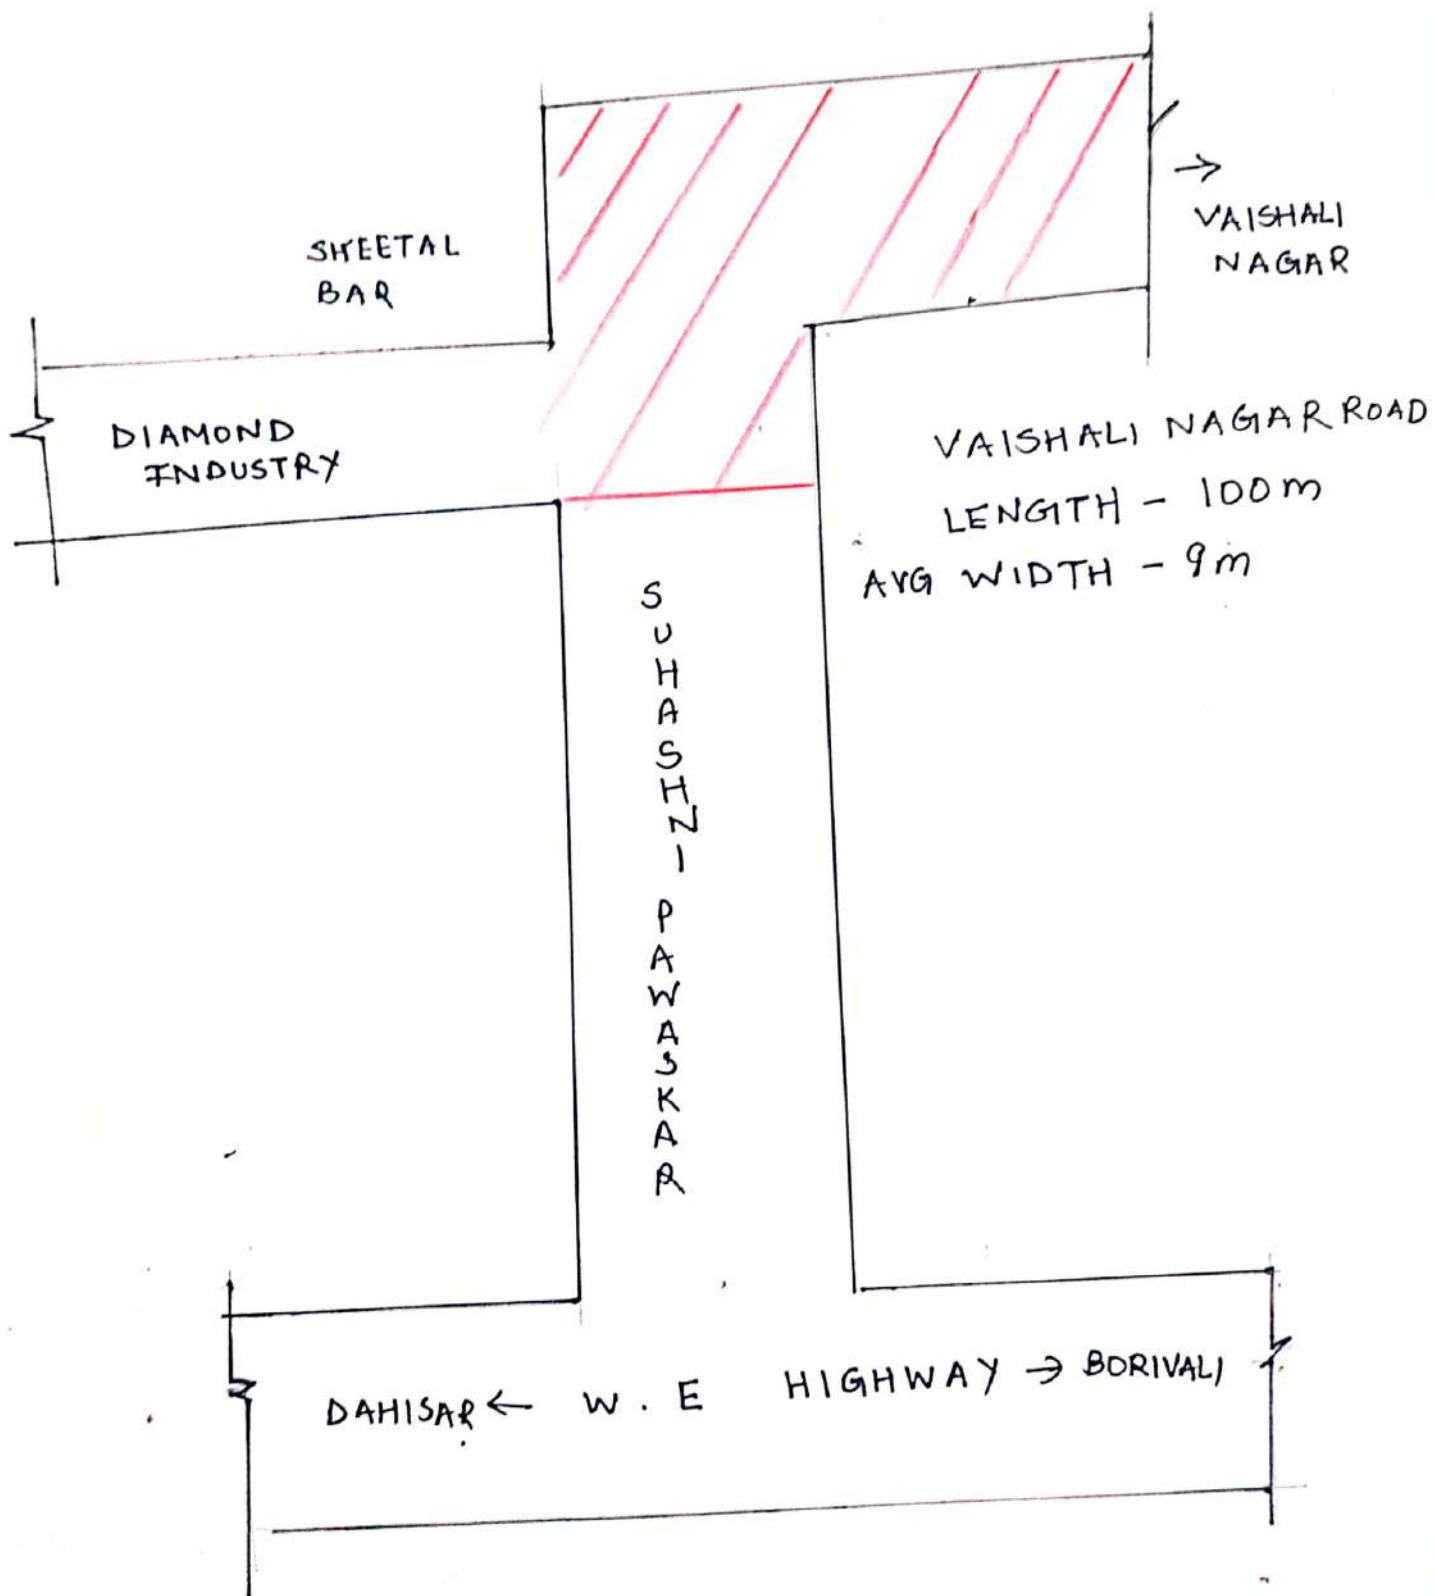 SHEETAL
BAR
→
VAISHALI
NAGAR
DIAMOND
INDUSTRY
VAISHALI NAGAR ROAD
LENGTH - 100m
AVG WIDTH - 9m
SUHASHNI PAWASKAR
DAHISAR ← W. E HIGHWAY → BORIVALI